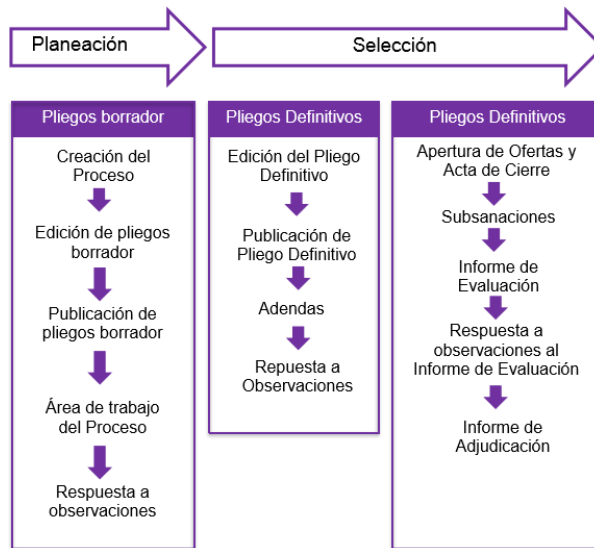 Planeación
Selección
Pliegos borrador
Creación del
Proceso
Edición de pliegos
borrador
Publicación de
pliegos borrador
Área de trabajo
del Proceso
Respuesta a
observaciones
Pliegos Definitivos
Edición del Pliego
Definitivo
Publicación de
Pliego Definitivo
Adendas
Repuesta a
Observaciones
Pliegos Definitivos
Apertura de Ofertas y
Acta de Cierre
Subsanaciones
Informe de
Evaluación
Respuesta a
observaciones al
Informe de Evaluación
Informe de
Adjudicación